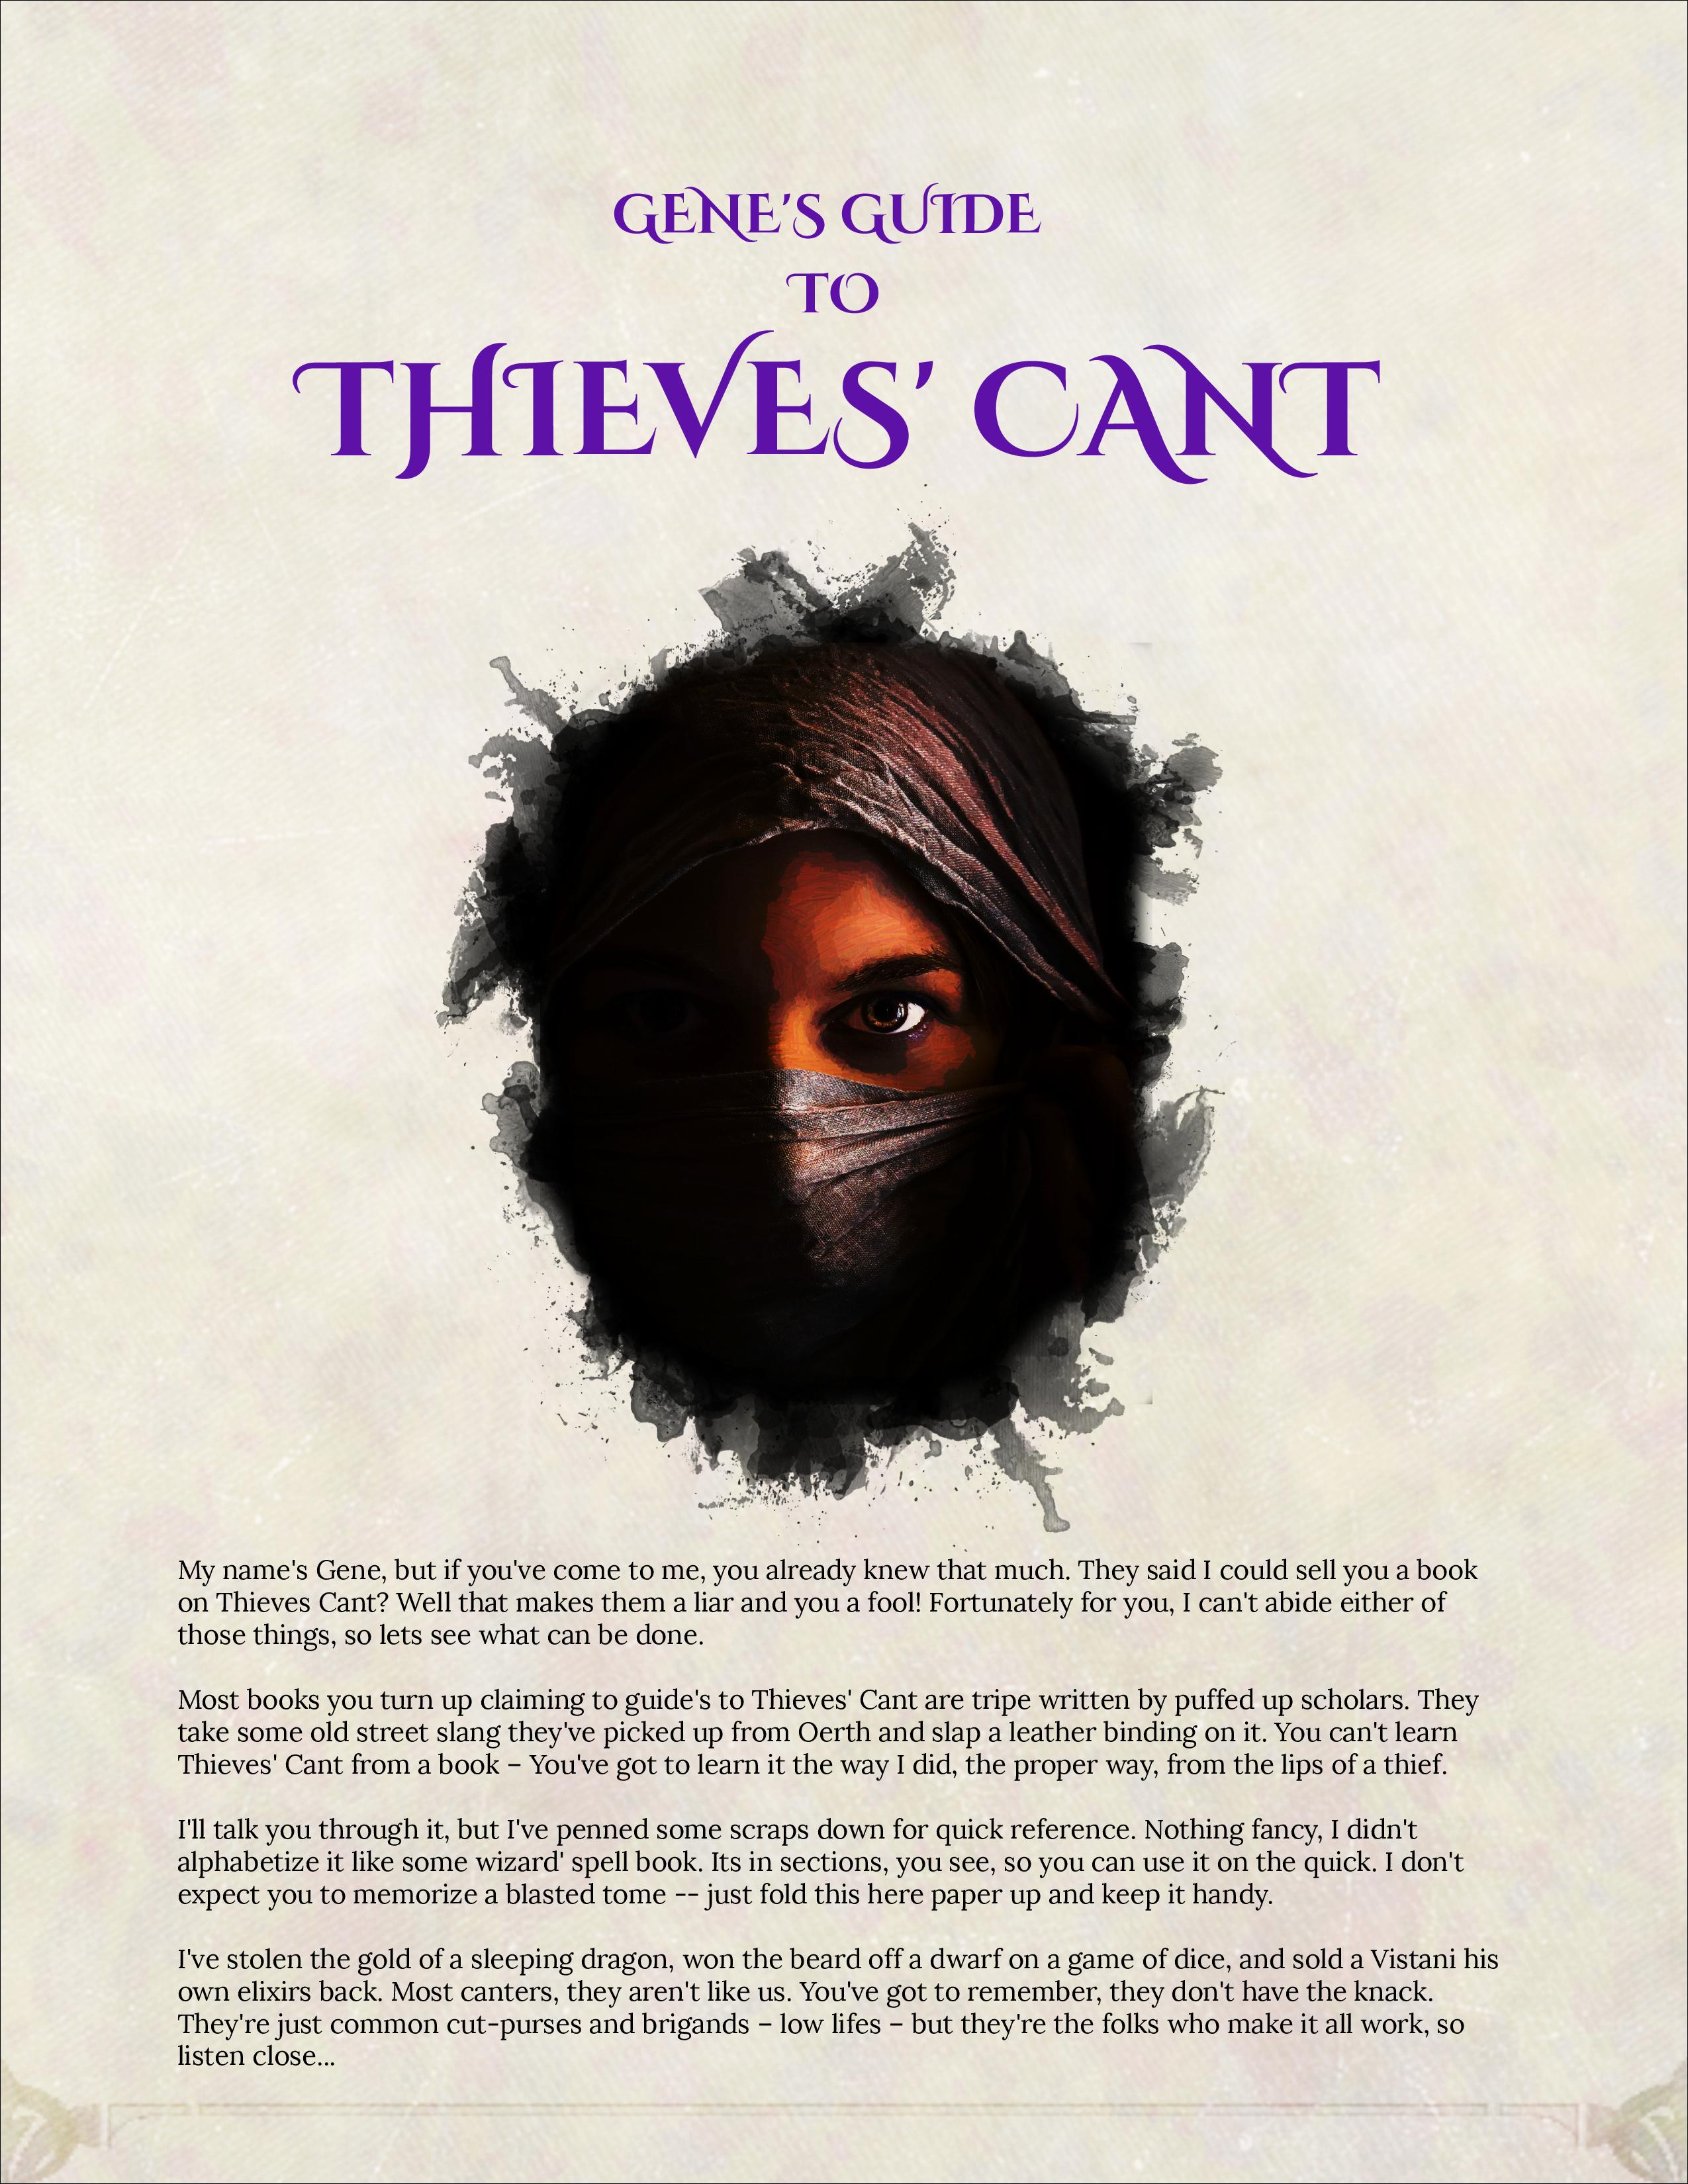 GENE'S GUIDE
TO
THIEVES' CANT
My name's Gene, but if you've come to me, you already knew that much. They said I could sell you a book
on Thieves Cant? Well that makes them a liar and you a fool! Fortunately for you, I can't abide either of
those things, so lets see what can be done.
Most books you turn up claiming to guide's to Thieves' Cant are tripe written by puffed up scholars. They
take some old street slang they've picked up from Oerth and slap a leather binding on it. You can't learn
Thieves' Cant from a book – You've got to learn it the way I did, the proper way, from the lips of a thief.
I'll talk you through it, but I've penned some scraps down for quick reference. Nothing fancy, I didn't
alphabetize it like some wizard' spell book. Its in sections, you see, so you can use it on the quick. I don't
expect you to memorize a blasted tome -- just fold this here paper up and keep it handy.
I've stolen the gold of a sleeping dragon, won the beard off a dwarf on a game of dice, and sold a Vistani his
own elixirs back. Most canters, they aren't like us. You've got to remember, they don't have the knack.
They're just common cut-purses and brigands – low lifes – but they're the folks who make it all work, so
listen close...